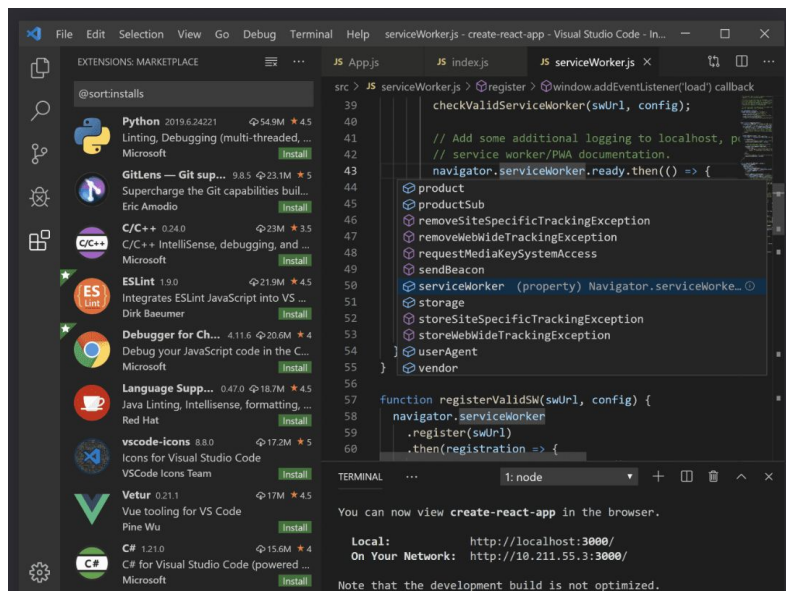 File Edit Selection View Go Debug Terminal Help serviceWorker.js - create-react-app - Visual Studio Code - In...
EXTENSIONS: MARKETPLACE
@sort:installs
Python 2019.6.24221 54.9M ★ 4.5
Linting, Debugging (multi-threaded, ...
Microsoft Install
GitLens — Git sup... 9.8.5 23.1M ★ 5
Supercharge the Git capabilities buil...
Eric Amodio Install
C/C++ 0.24.0 23M ★ 3.5
C/C++ IntelliSense, debugging, and ...
Microsoft Install
C/C++
ESLint 1.9.0 21.9M ★ 4.5
Integrates ESLint JavaScript into VS ...
Dirk Baeumer Install
ES
Lint
Debugger for Ch... 4.11.6 20.6M ★ 4
Debug your JavaScript code in the C...
Microsoft Install
Language Supp... 0.47.0 18.7M ★ 4.5
Java Linting, Intellisense, formatting, ...
Red Hat Install
vscode-icons 8.8.0 17.2M ★ 5
Icons for Visual Studio Code
VSCode Icons Team Install
Vetur 0.21.1 17M ★ 4.5
Vue tooling for VS Code
Pine Wu Install
C# 1.21.0 15.6M ★ 4
C# for Visual Studio Code (powered ...
Microsoft Install
C#
JS App.js JS index.js JS serviceWorker.js ×
src > JS serviceWorker.js > register > window.addEventListener('load') callback
39 checkValidServiceWorker(swUrl, config);
40
41 // Add some additional logging to localhost, po
42 // service worker/PWA documentation.
43 navigator.serviceWorker.ready.then(() => {
44 product
45 productSub
46 removeSiteSpecificTrackingException
47 removeWebWideTrackingException
48 requestMediaKeySystemAccess
49 sendBeacon
50 serviceWorker (property) Navigator.serviceWorke...
51 storage
52 storeSiteSpecificTrackingException
53 storeWebWideTrackingException
54 } userAgent
55 } vendor
56
57 function registerValidSW(swUrl, config) {
58 navigator.serviceWorker
59 .register(swUrl)
60 .then(registration => {
TERMINAL ... 1: node
You can now view create-react-app in the browser.
Local: http://localhost:3000/
On Your Network: http://10.211.55.3:3000/
Note that the development build is not optimized.